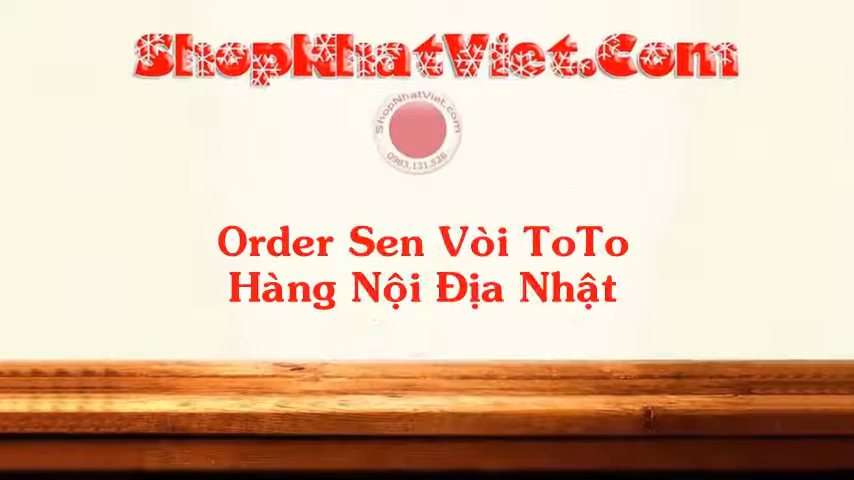 ShopNhatViet.Com
ShopNhatViet.com
0983.131.526
Order Sen Vòi ToTo
Hàng Nội Địa Nhật